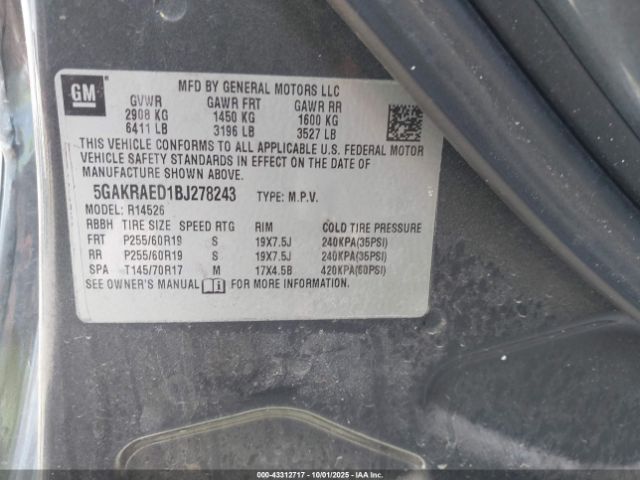 GM
MFD BY GENERAL MOTORS LLC
GVWR GAWR FRT GAWR RR
2908 KG 1450 KG 1600 KG
6411 LB 3196 LB 3527 LB
THIS VEHICLE CONFORMS TO ALL APPLICABLE U.S. FEDERAL MOTOR
VEHICLE SAFETY STANDARDS IN EFFECT ON THE DATE OF
MANUFACTURE SHOWN ABOVE.
5GAKRAED1BJ278243 TYPE: M.P.V.
MODEL: R14526
RBBH TIRE SIZE SPEED RTG RIM COLD TIRE PRESSURE
FRT P255/60R19 S 19X7.5J 240KPA(35PSI)
RR P255/60R19 S 19X7.5J 240KPA(35PSI)
SPA T145/70R17 M 17X4.5B 420KPA(60PSI)
SEE OWNER'S MANUAL FOR MORE INFORMATION.
000-43312717 - 10/01/2025 - IAAI.com